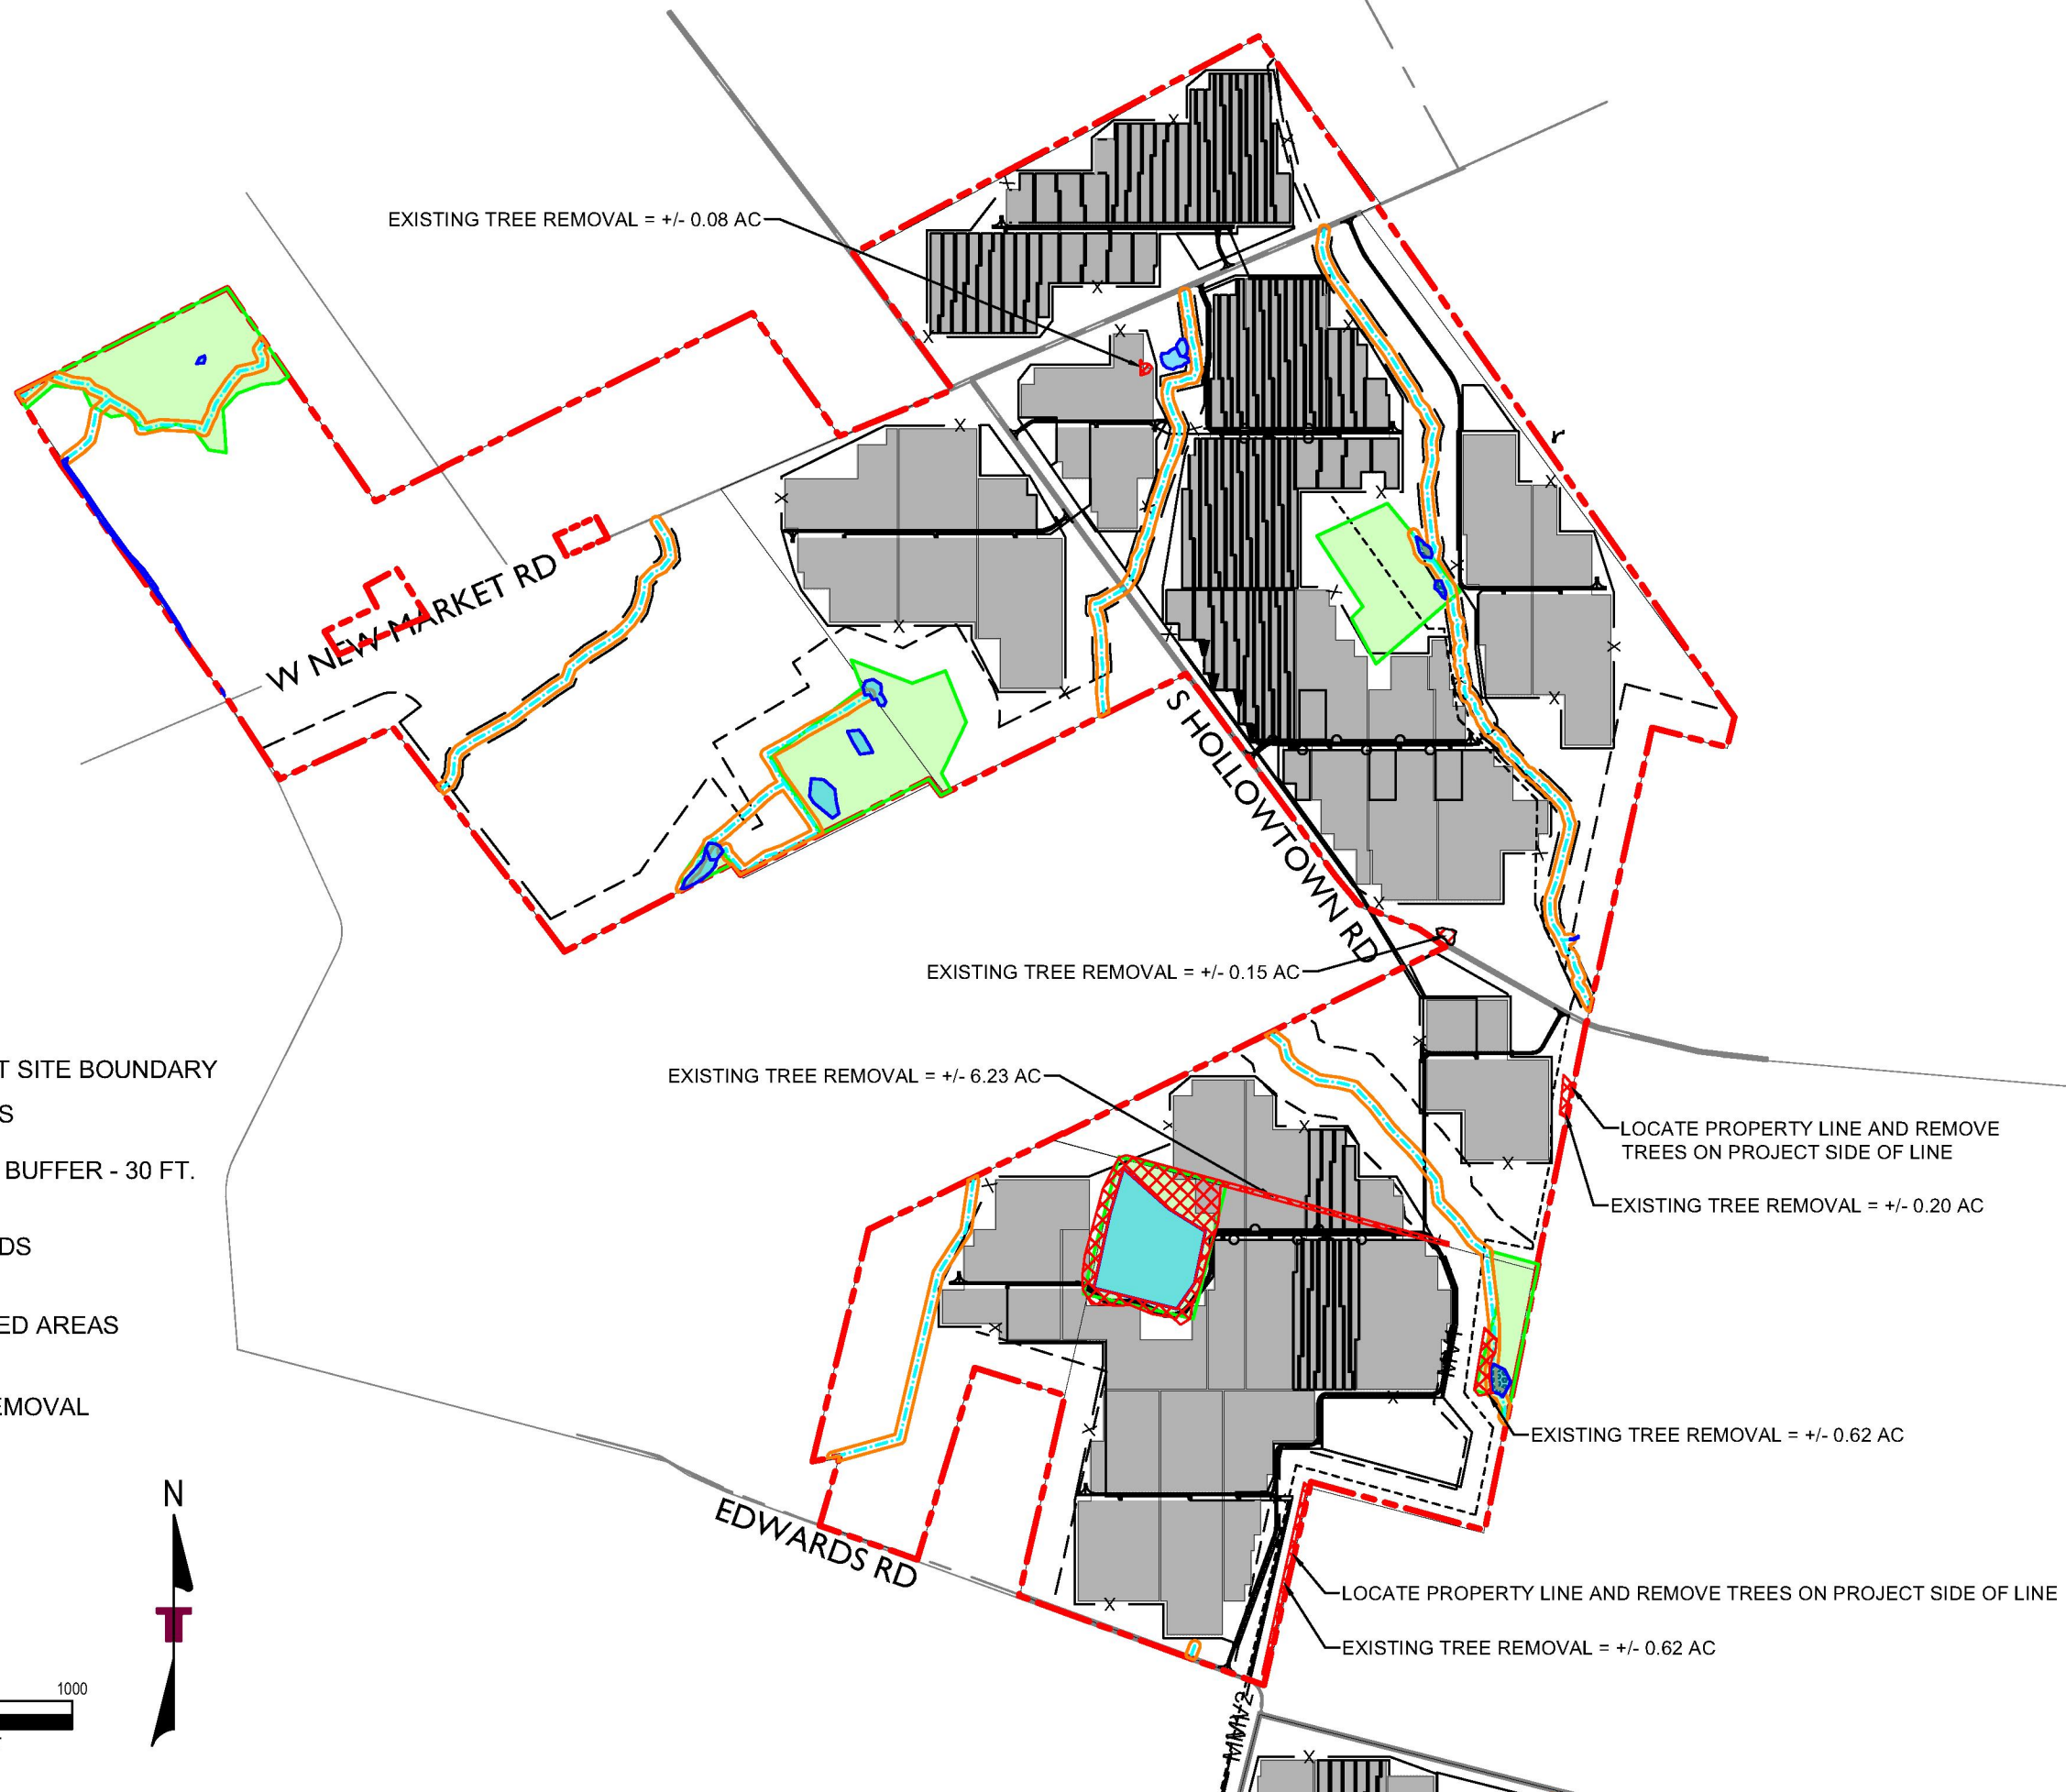 EXISTING TREE REMOVAL = +/- 0.08 AC
W NEW MARKET RD
r
S HOLLOWTOWN RD
EXISTING TREE REMOVAL = +/- 0.15 AC
T SITE BOUNDARY
S
BUFFER - 30 FT.
DS
ED AREAS
EMOVAL
EXISTING TREE REMOVAL = +/- 6.23 AC
LOCATE PROPERTY LINE AND REMOVE
TREES ON PROJECT SIDE OF LINE
EXISTING TREE REMOVAL = +/- 0.20 AC
EXISTING TREE REMOVAL = +/- 0.62 AC
N
EDWARDS RD
LOCATE PROPERTY LINE AND REMOVE TREES ON PROJECT SIDE OF LINE
EXISTING TREE REMOVAL = +/- 0.62 AC
1000